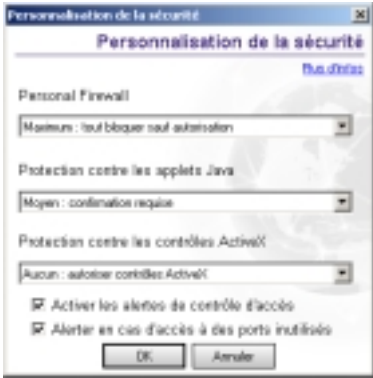 Personnalisation de la sécurité
Personnalisation de la sécurité
Plus d'infos
Personal Firewall
Maximum : tout bloquer sauf autorisation
Protection contre les applets Java
Moyen : confirmation requise
Protection contre les contrôles ActiveX
Aucun : autoriser contrôles ActiveX
Activer les alertes de contrôle d'accès
Alerter en cas d'accès à des ports inutilisés
OK
Annuler